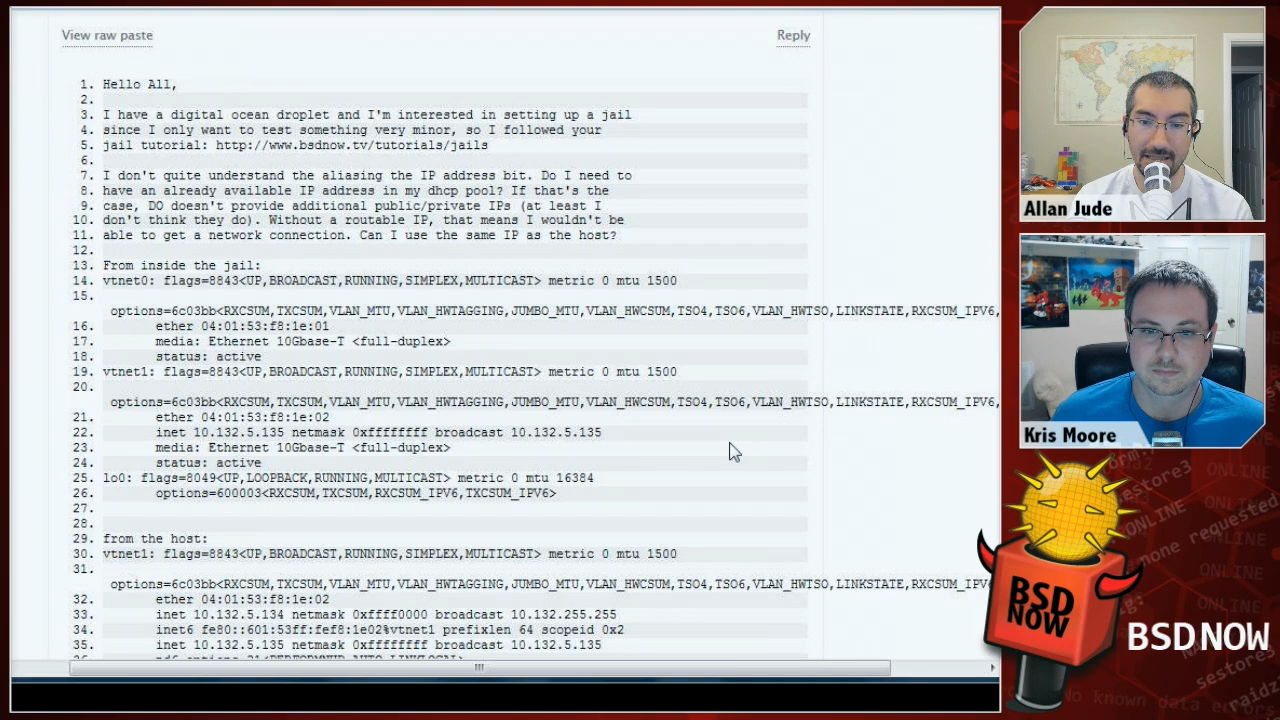 View raw paste
Reply
1. Hello All,
2.
3. I have a digital ocean droplet and I'm interested in setting up a jail
4. since I only want to test something very minor, so I followed your
5. jail tutorial: http://www.bsdnow.tv/tutorials/jails
6.
7. I don't quite understand the aliasing the IP address bit. Do I need to
8. have an already available IP address in my dhcp pool? If that's the
9. case, DO doesn't provide additional public/private IPs (at least I
10. don't think they do). Without a routable IP, that means I wouldn't be
11. able to get a network connection. Can I use the same IP as the host?
12.
13. From inside the jail:
14. vtnet0: flags=8843<UP,BROADCAST,RUNNING,SIMPLEX,MULTICAST> metric 0 mtu 1500
15.
options=6c03bb<RXCSUM,TXCSUM,VLAN_MTU,VLAN_HWTAGGING,JUMBO_MTU,VLAN_HWCSUM,TSO4,TSO6,VLAN_HWTSO,LINKSTATE,RXCSUM_IPV6,
16. ether 04:01:53:f8:1e:01
17. media: Ethernet 10Gbase-T <full-duplex>
18. status: active
19. vtnet1: flags=8843<UP,BROADCAST,RUNNING,SIMPLEX,MULTICAST> metric 0 mtu 1500
20.
options=6c03bb<RXCSUM,TXCSUM,VLAN_MTU,VLAN_HWTAGGING,JUMBO_MTU,VLAN_HWCSUM,TSO4,TSO6,VLAN_HWTSO,LINKSTATE,RXCSUM_IPV6,
21. ether 04:01:53:f8:1e:02
22. inet 10.132.5.135 netmask 0xffffffff broadcast 10.132.5.135
23. media: Ethernet 10Gbase-T <full-duplex>
24. status: active
25. lo0: flags=8049<UP,LOOPBACK,RUNNING,MULTICAST> metric 0 mtu 16384
26. options=600003<RXCSUM,TXCSUM,RXCSUM_IPV6,TXCSUM_IPV6>
27.
28.
29. from the host:
30. vtnet1: flags=8843<UP,BROADCAST,RUNNING,SIMPLEX,MULTICAST> metric 0 mtu 1500
31.
options=6c03bb<RXCSUM,TXCSUM,VLAN_MTU,VLAN_HWTAGGING,JUMBO_MTU,VLAN_HWCSUM,TSO4,TSO6,VLAN_HWTSO,LINKSTATE,RXCSUM_IPV6,
32. ether 04:01:53:f8:1e:02
33. inet 10.132.5.134 netmask 0xffff0000 broadcast 10.132.255.255
34. inet6 fe80::601:53ff:fef8:1e02%vtnet1 prefixlen 64 scopeid 0x2
35. inet 10.132.5.135 netmask 0xffffffff broadcast 10.132.5.135
Allan Jude
Kris Moore
BSD
NOW
BSD NOW